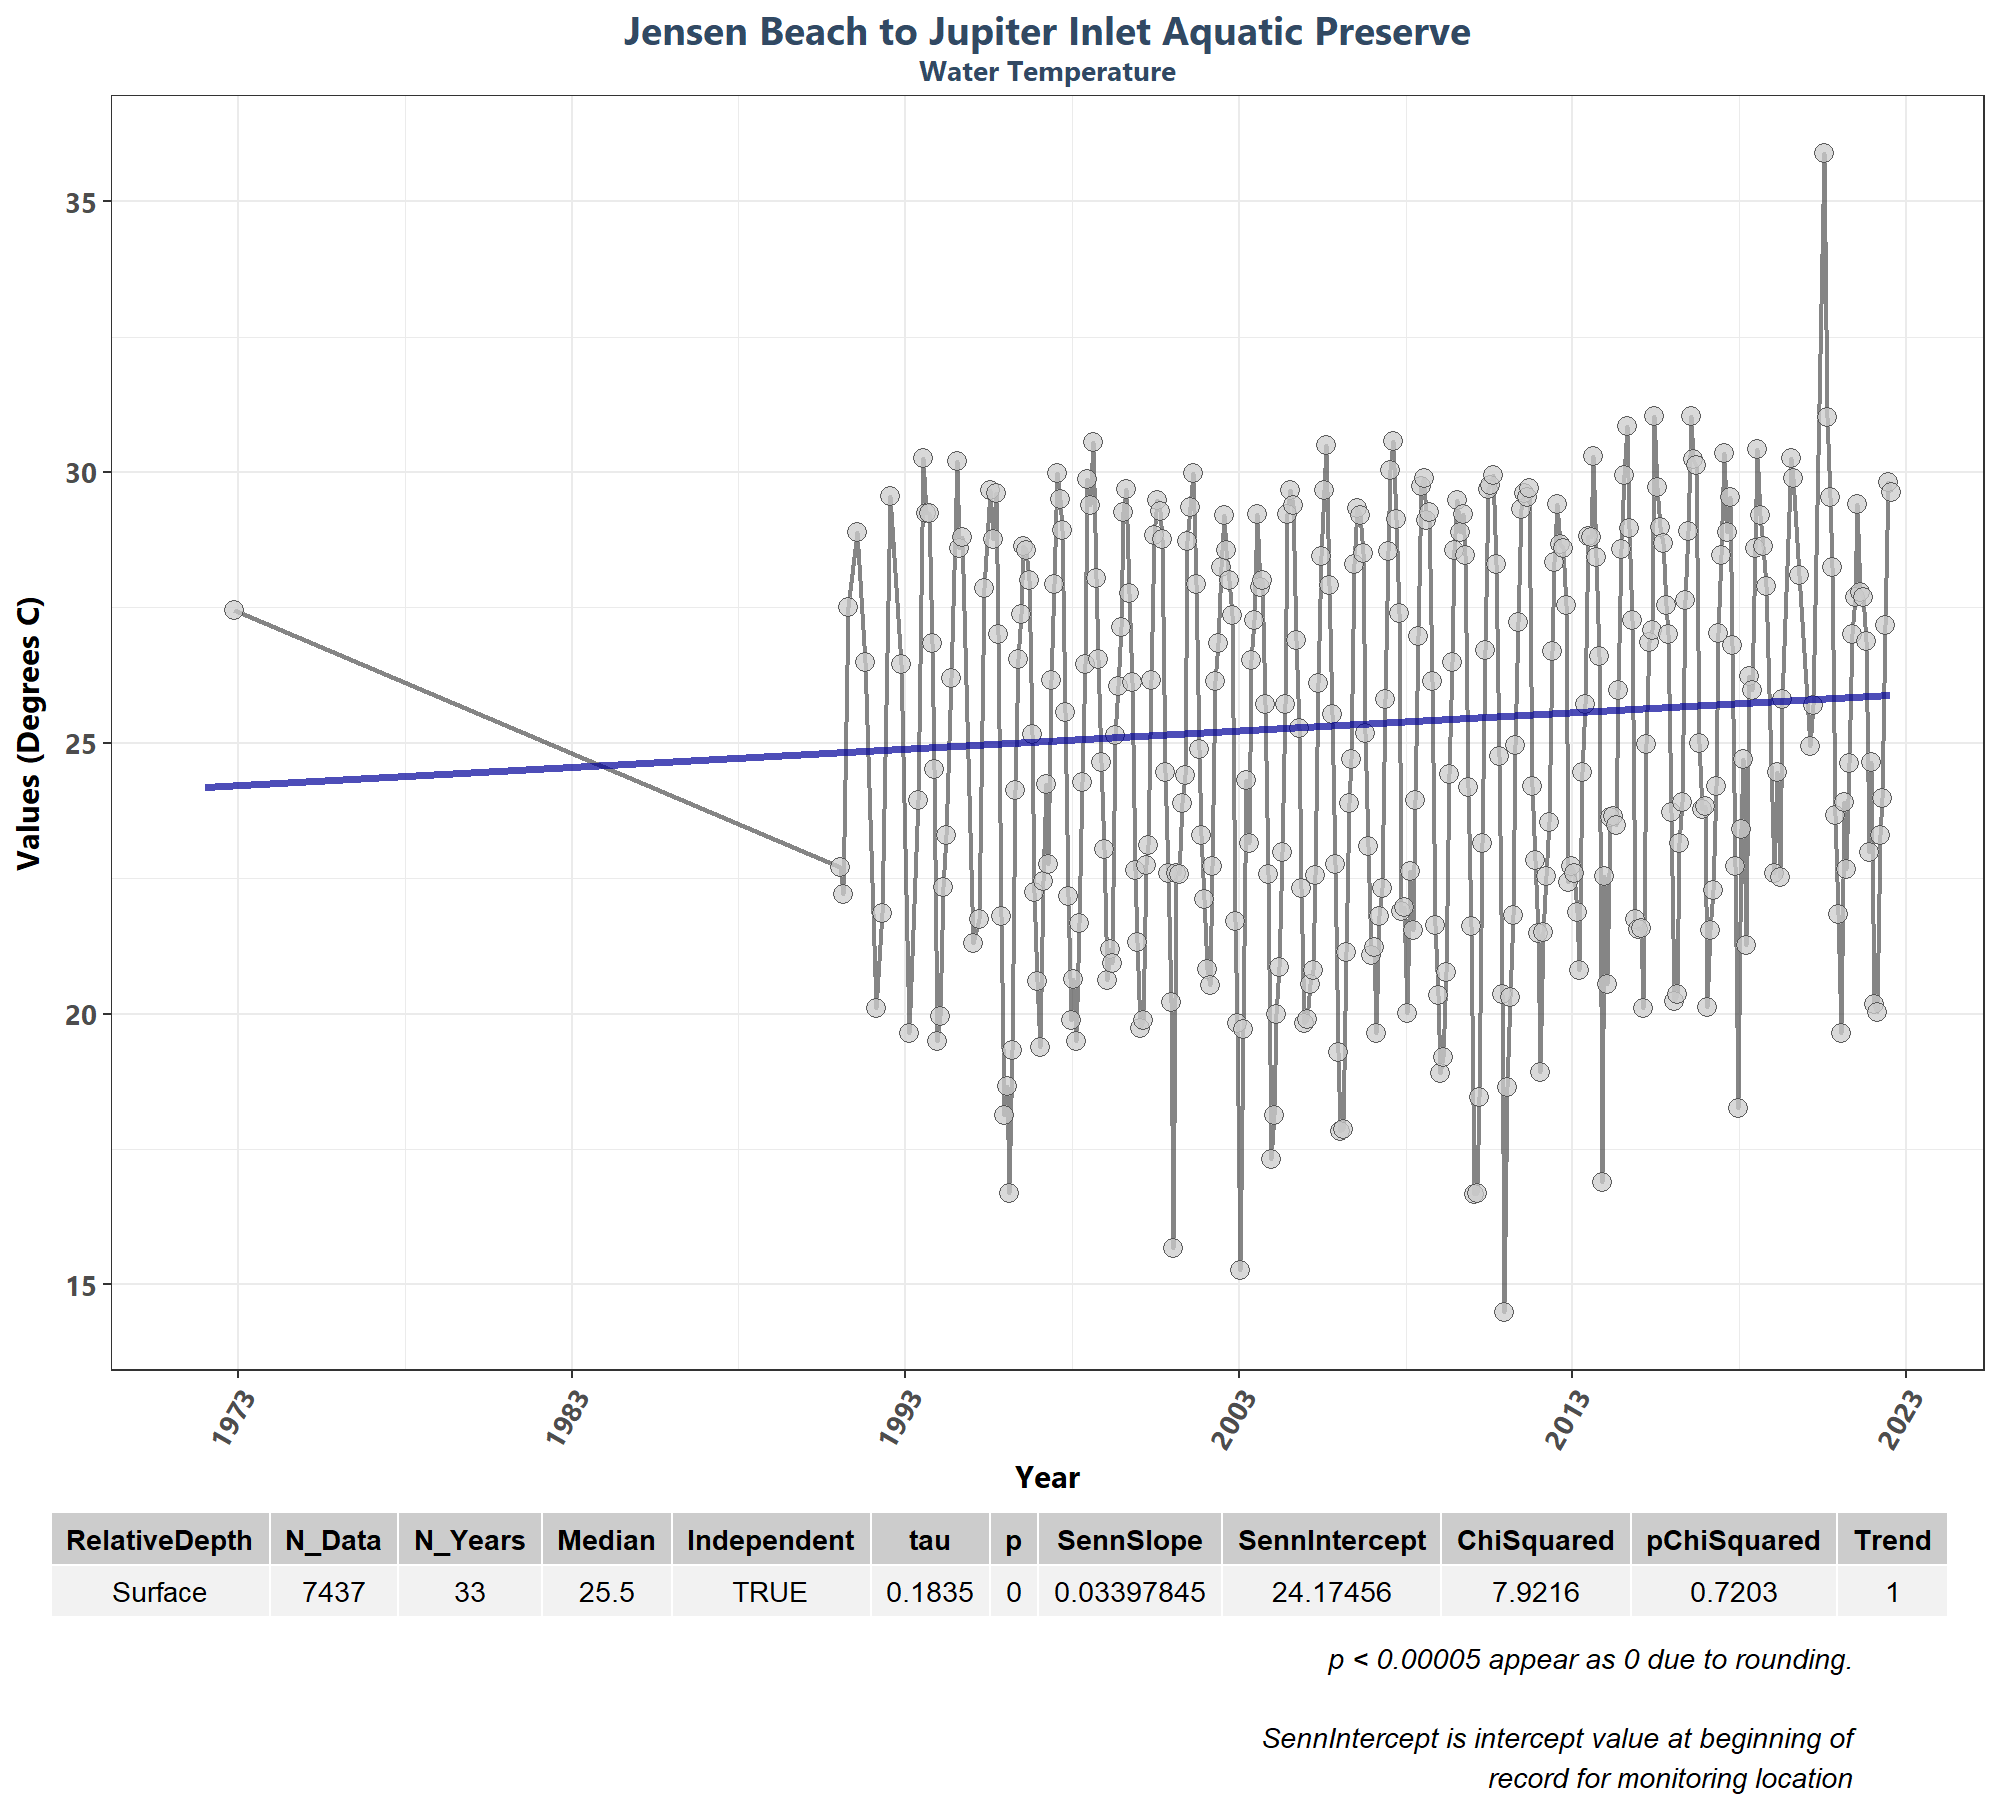 Jensen Beach to Jupiter Inlet Aquatic Preserve
Water Temperature
Values (Degrees C)
35
30
25
20
15
1973 1983 1993 2003 2013 2023
Year
RelativeDepth N_Data N_Years Median Independent tau p SennSlope SennIntercept ChiSquared pChiSquared Trend
Surface 7437 33 25.5 TRUE 0.1835 0 0.03397845 24.17456 7.9216 0.7203 1
p < 0.00005 appear as 0 due to rounding.
SennIntercept is intercept value at beginning of
record for monitoring location